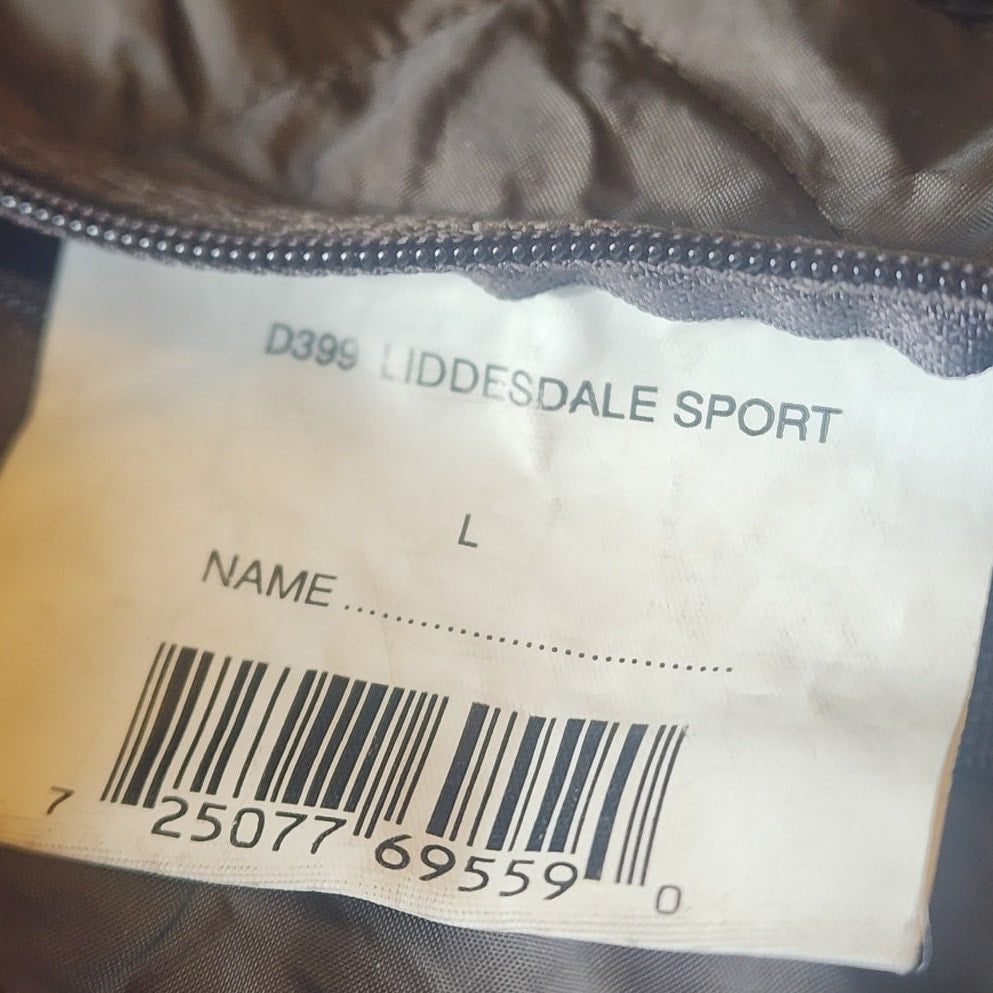 D399 LIDDESDALE SPORT
L
NAME................................
7 25077 69559 0